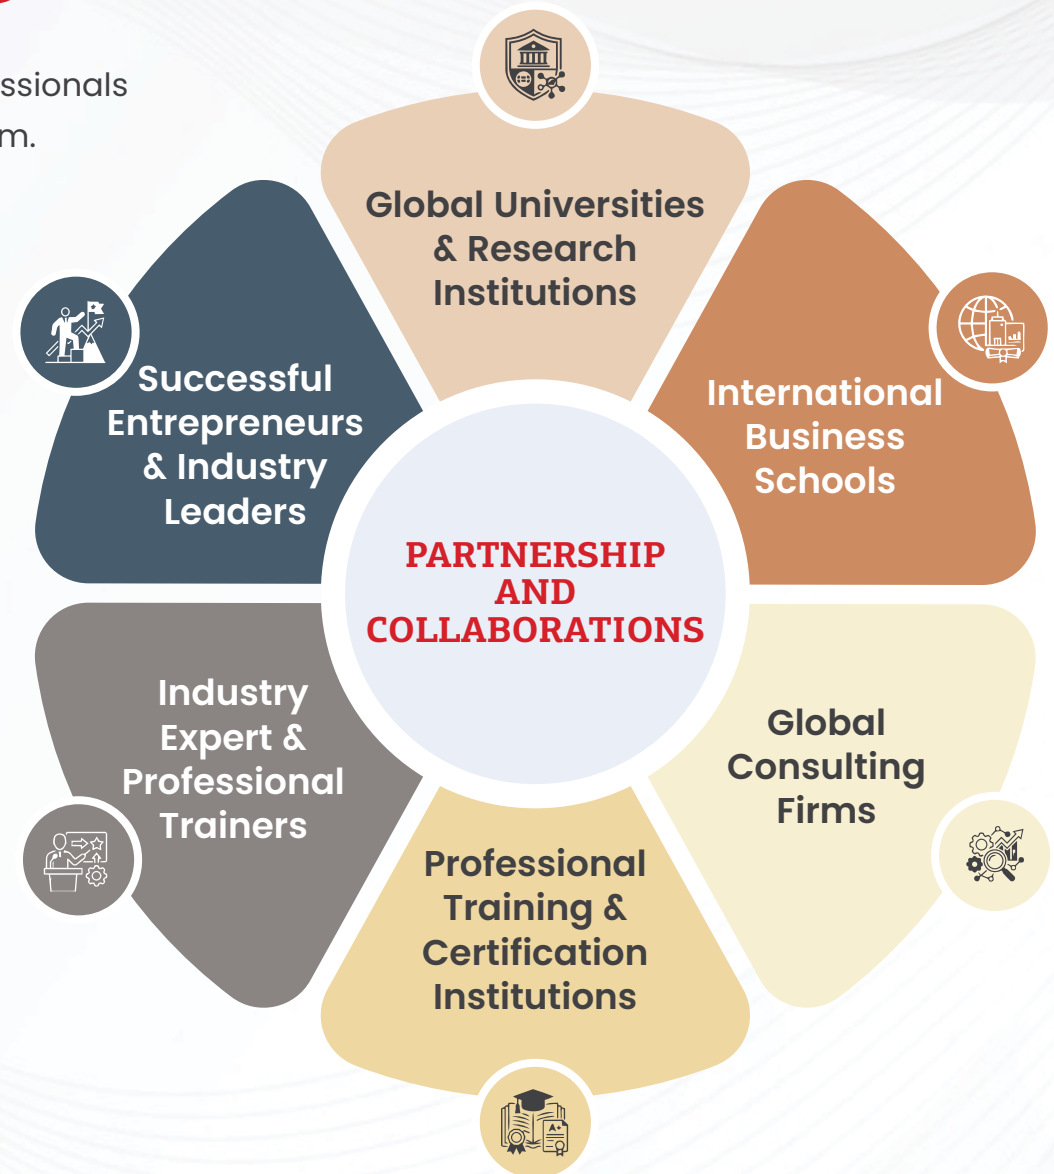 ssionals
m.
Global Universities
& Research
Institutions
International
Business
Schools
Global
Consulting
Firms
Professional
Training &
Certification
Institutions
Industry
Expert &
Professional
Trainers
Successful
Entrepreneurs
& Industry
Leaders
PARTNERSHIP
AND
COLLABORATIONS
A+